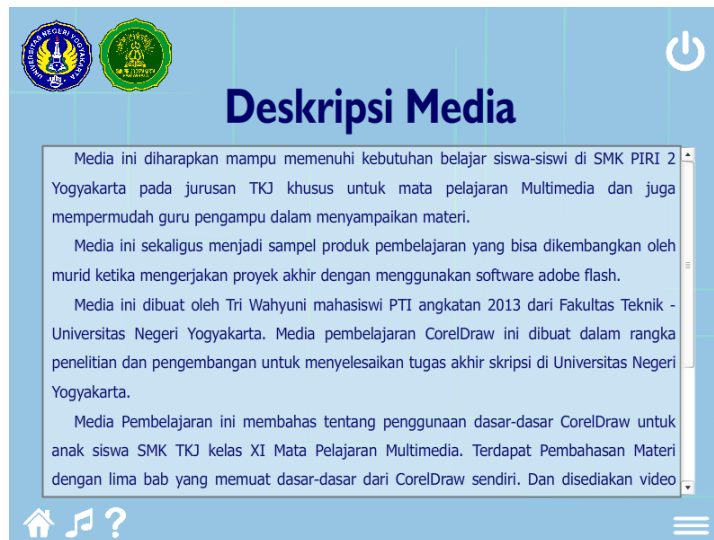 UNIVERSITAS NEGERI YOGYAKARTA
Deskripsi Media
Media ini diharapkan mampu memenuhi kebutuhan belajar siswa-siswi di SMK PIRI 2
Yogyakarta pada jurusan TKJ khusus untuk mata pelajaran Multimedia dan juga
mempermudah guru pengampu dalam menyampaikan materi.
Media ini sekaligus menjadi sampel produk pembelajaran yang bisa dikembangkan oleh
murid ketika mengerjakan proyek akhir dengan menggunakan software adobe flash.
Media ini dibuat oleh Tri Wahyuni mahasiswi PTI angkatan 2013 dari Fakultas Teknik -
Universitas Negeri Yogyakarta. Media pembelajaran CorelDraw ini dibuat dalam rangka
penelitian dan pengembangan untuk menyelesaikan tugas akhir skripsi di Universitas Negeri
Yogyakarta.
Media Pembelajaran ini membahas tentang penggunaan dasar-dasar CorelDraw untuk
anak siswa SMK TKJ kelas XI Mata Pelajaran Multimedia. Terdapat Pembahasan Materi
dengan lima bab yang memuat dasar-dasar dari CorelDraw sendiri. Dan disediakan video